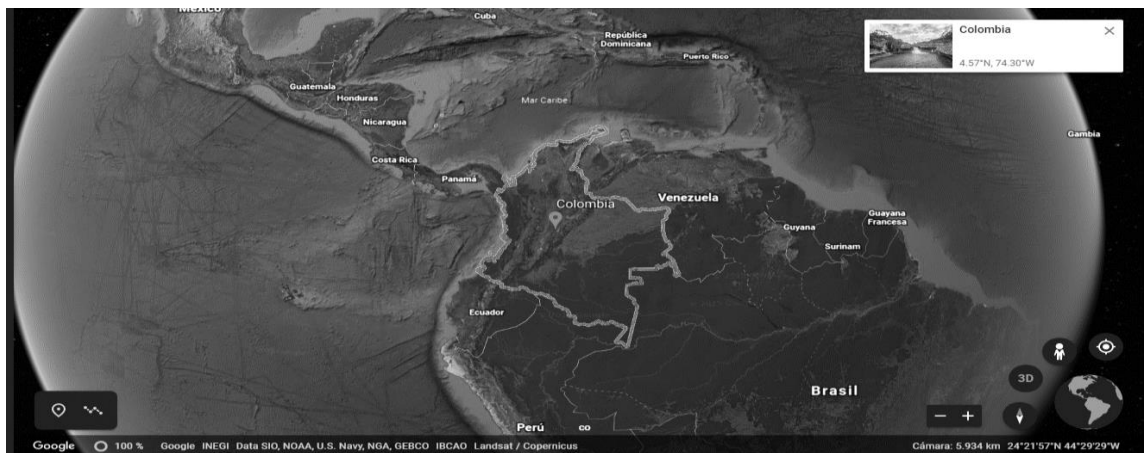 México
Cuba
República
Dominicana
Puerto Rico
Colombia
4.57°N, 74.30°W
Guatemala
Honduras
Mar Caribe
Nicaragua
Gambia
Costa Rica
Panamá
Venezuela
Colombia
Guayana
Francesa
Guyana
Surinam
Ecuador
3D
Brasil
Perú
CO
Google 100 % Google INEGI Data SIO, NOAA, U.S. Navy, NGA, GEBCO IBCAO Landsat / Copernicus Cámara: 5.934 km 24°21'57"N 44°29'29"W